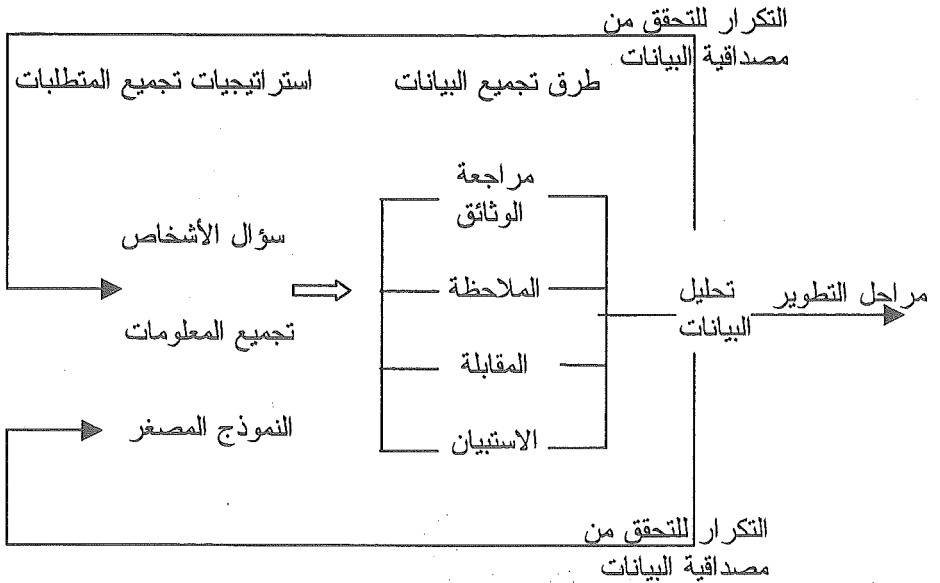 التكرار للتحقق من
مصداقية البيانات
طرق تجميع البيانات
استراتيجيات تجميع المتطلبات
مراجعة
الوثائق
سؤال الأشخاص
الملاحظة
تحليل
البيانات
مراحل التطوير
تجميع المعلومات
المقابلة
النموذج المصغر
الاستبيان
التكرار للتحقق من
مصداقية البيانات